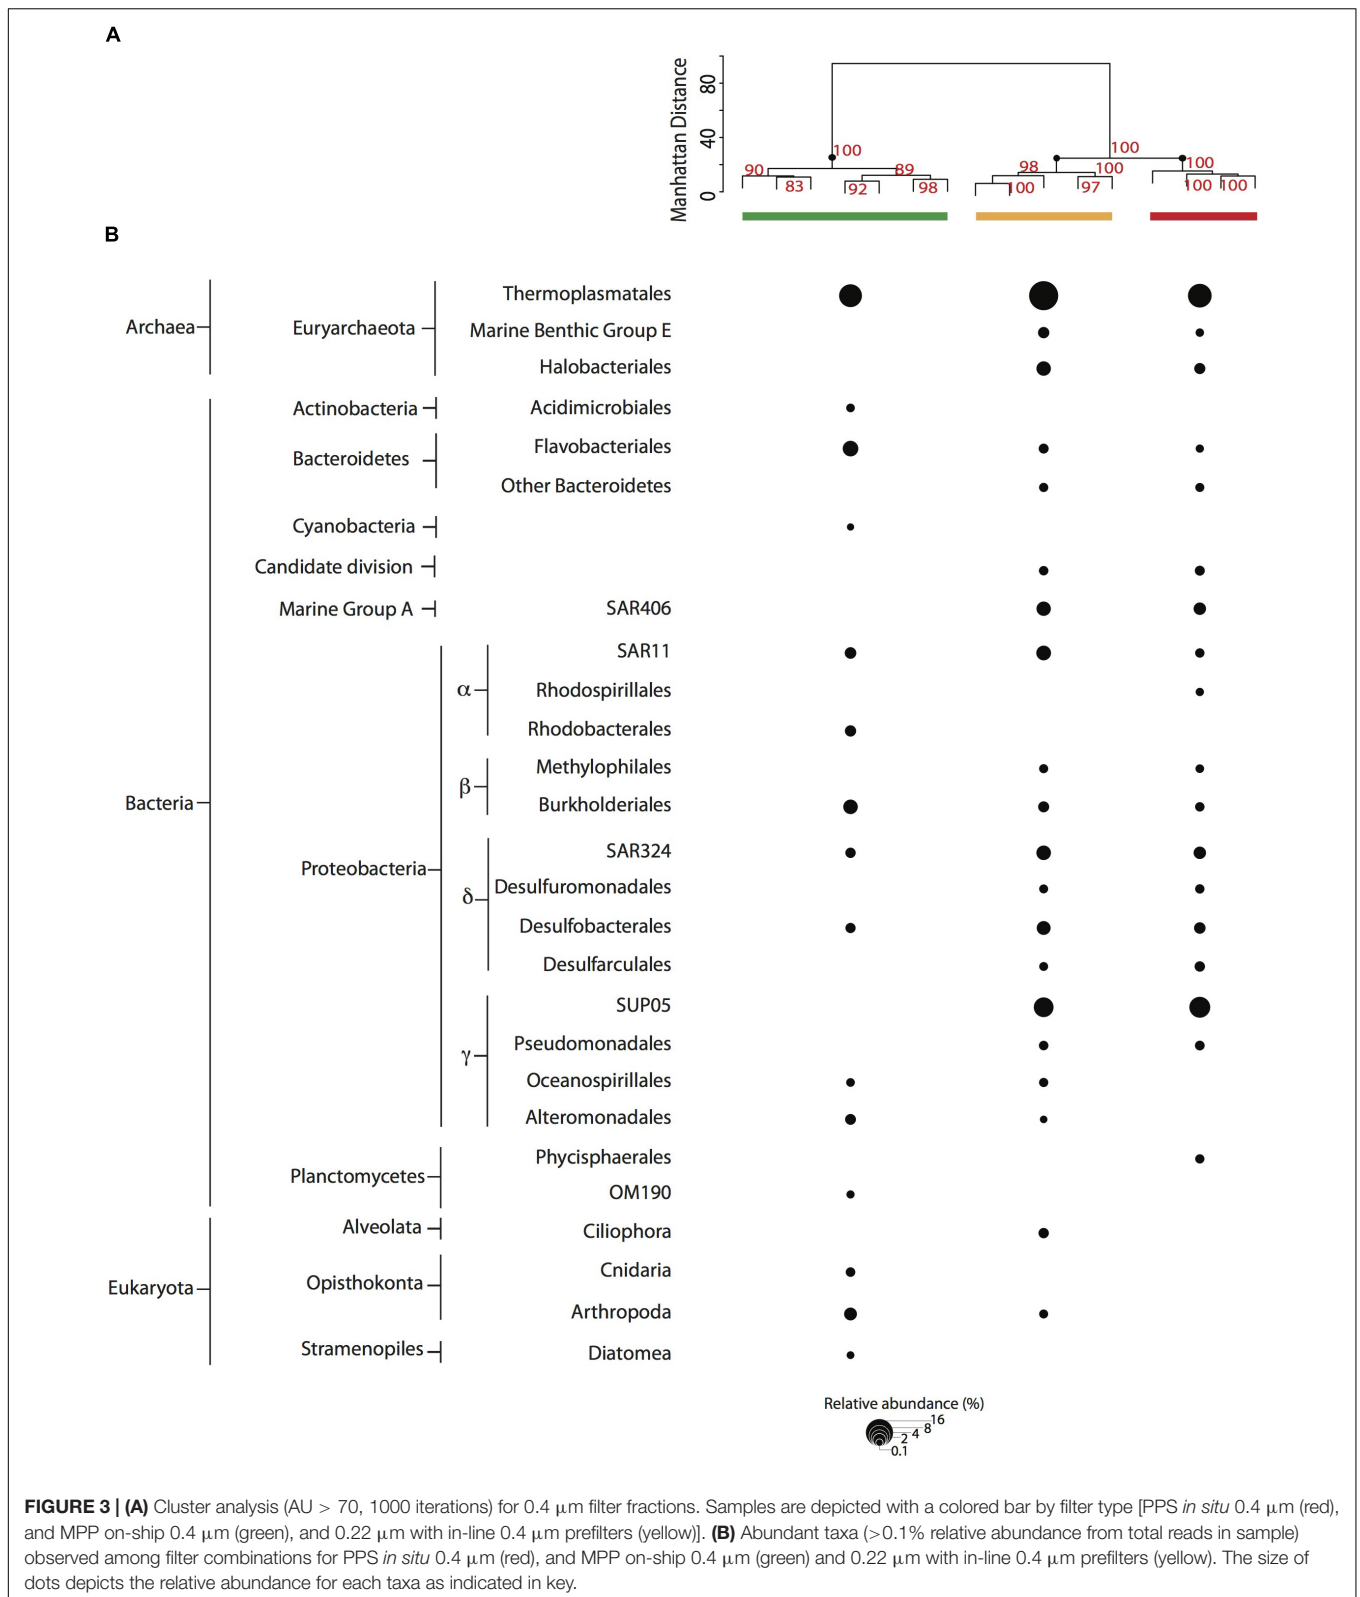 A
Manhattan Distance
80
40
0
100
90
83
89
92
98
100
98
100
100
97
100
100
100
B
Archaea
Euryarchaeota
Thermoplasmatales
Marine Benthic Group E
Halobacteriales
Bacteria
Actinobacteria
Acidimicrobiales
Bacteroidetes
Flavobacteriales
Other Bacteroidetes
Cyanobacteria
Candidate division
Marine Group A
SAR406
Proteobacteria
α
SAR11
Rhodospirillales
Rhodobacterales
β
Methylophilales
Burkholderiales
δ
SAR324
Desulfuromonadales
Desulfobacterales
Desulfarculales
γ
SUP05
Pseudomonadales
Oceanospirillales
Alteromonadales
Planctomycetes
Phycisphaerales
OM190
Eukaryota
Alveolata
Ciliophora
Opisthokonta
Cnidaria
Arthropoda
Stramenopiles
Diatomea
Relative abundance (%)
16
8
4
2
0.1
FIGURE 3 | (A) Cluster analysis (AU > 70, 1000 iterations) for 0.4 μm filter fractions. Samples are depicted with a colored bar by filter type [PPS in situ 0.4 μm (red),
and MPP on-ship 0.4 μm (green), and 0.22 μm with in-line 0.4 μm prefilters (yellow)]. (B) Abundant taxa (>0.1% relative abundance from total reads in sample)
observed among filter combinations for PPS in situ 0.4 μm (red), and MPP on-ship 0.4 μm (green) and 0.22 μm with in-line 0.4 μm prefilters (yellow). The size of
dots depicts the relative abundance for each taxa as indicated in key.